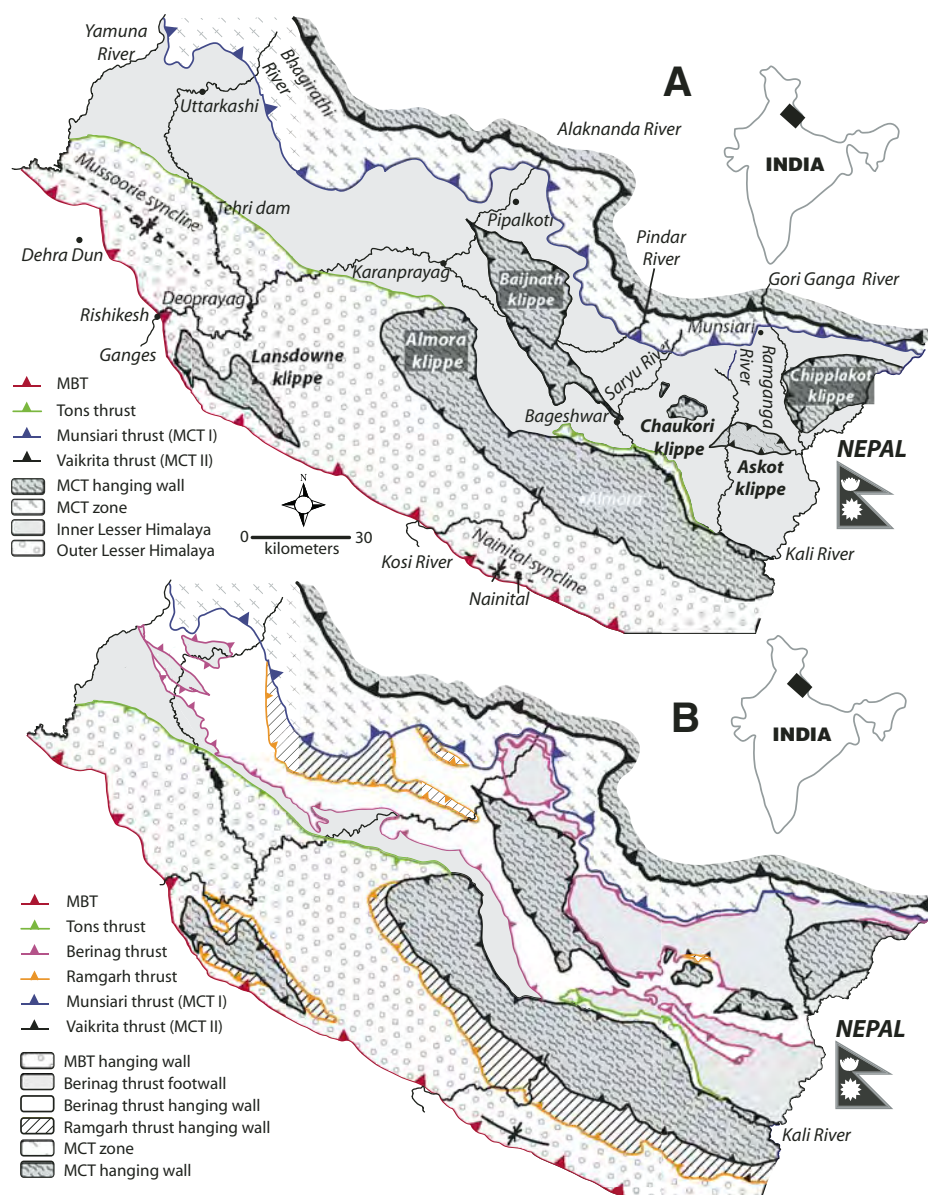 Yamuna
River
Bhagirathi
River
Uttarkashi
A
Alaknanda River
INDIA
Mussoorie syncline
Tehri dam
Pipalkoti
Pindar
River
Dehra Dun
Karanprayag
Baijnath
klippe
Gori Ganga River
Deoprayag
Rishikesh
Munsiari
Ganges
Lansdowne
klippe
Almora
klippe
Saryu River
Ramganga
River
Chipplakot
klippe
Bageshwar
Chaukori
klippe
Askot
klippe
NEPAL
Almora
MBT
Tons thrust
Munsiari thrust (MCT I)
Vaikrita thrust (MCT II)
MCT hanging wall
MCT zone
Inner Lesser Himalaya
Outer Lesser Himalaya
N
0 30
kilometers
Kosi River
Nainital syncline
Nainital
Kali River
B
INDIA
MBT
Tons thrust
Berinag thrust
Ramgarh thrust
Munsiari thrust (MCT I)
Vaikrita thrust (MCT II)
NEPAL
MBT hanging wall
Berinag thrust footwall
Berinag thrust hanging wall
Ramgarh thrust hanging wall
MCT zone
MCT hanging wall
Kali River